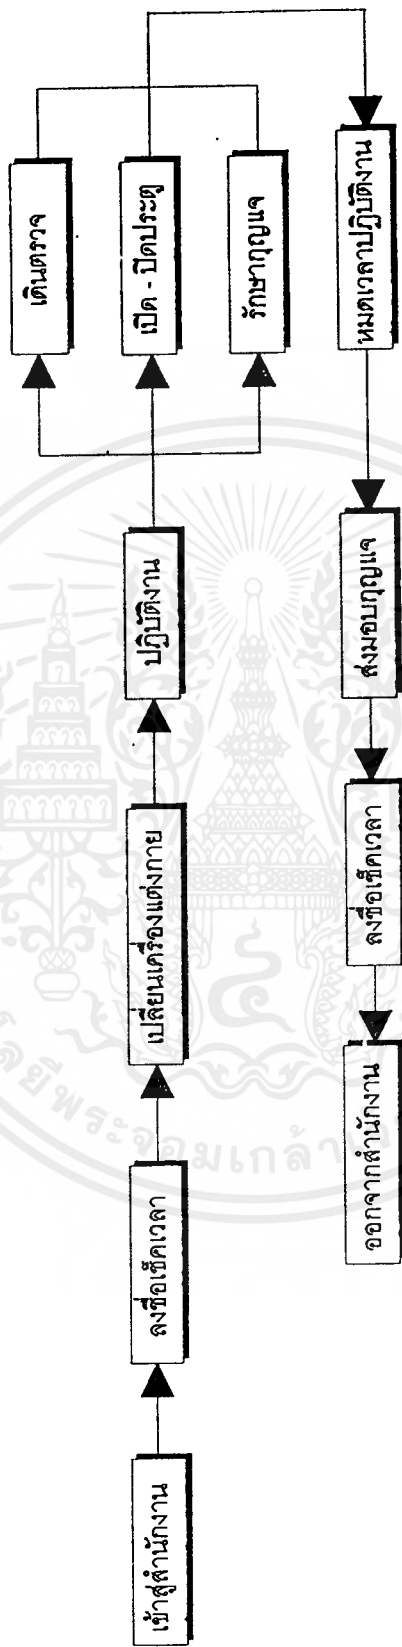 เข้าสู่สำนักงาน
ลงชื่อเช็คเวลา
เปลี่ยนเครื่องแต่งกาย
ปฏิบัติงาน
เดินตรวจ
เปิด - ปิดประตู
รักษากุญแจ
หมดเวลาปฏิบัติงาน
ส่งมอบกุญแจ
ลงชื่อเช็คเวลา
ออกจากสำนักงาน